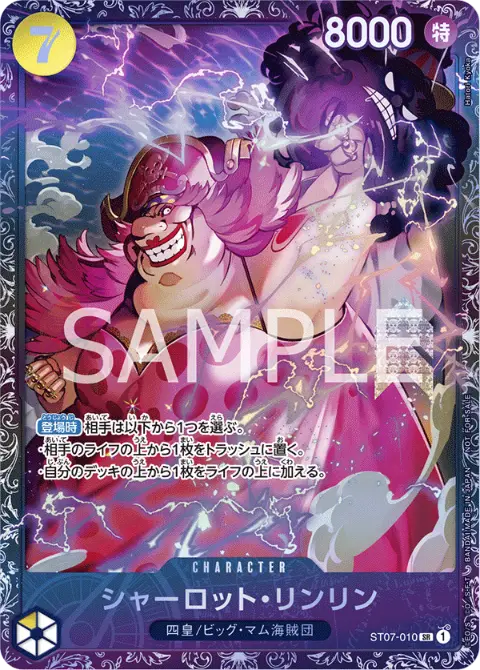 7
8000
特
Haruki Kyoka
SAMPLE
登場時 相手は以下から1つを選ぶ。
・相手のライフの上から1枚をトラッシュに置く。
・自分のデッキの上から1枚をライフの上に加える。
CHARACTER
シャーロット・リンリン
四皇/ビッグ・マム海賊団
ST07-010 SR 1